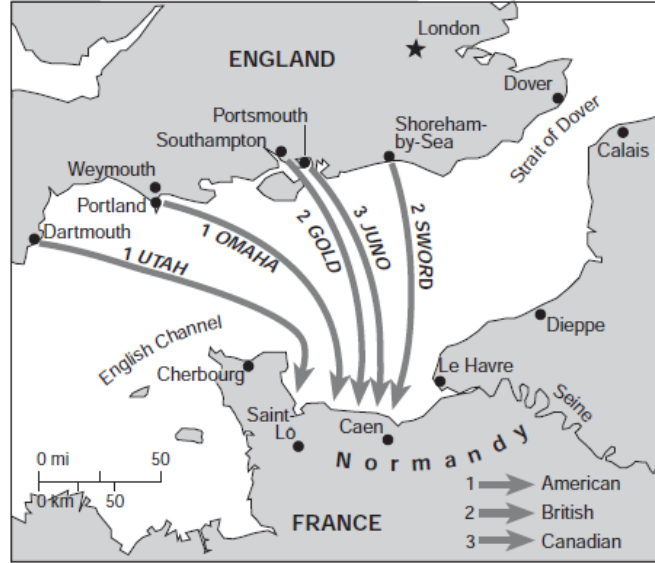 London
ENGLAND
Dover
Portsmouth
Southampton
Shoreham-
by-Sea
Strait of Dover
Calais
Weymouth
Portland
Dartmouth
1 UTAH
1 OMAHA
2 GOLD
3 JUNO
2 SWORD
English Channel
Dieppe
Cherbourg
Le Havre
Seine
Saint-
Lô
Caen
Normandy
0 mi 50
0 km 50
FRANCE
1 American
2 British
3 Canadian